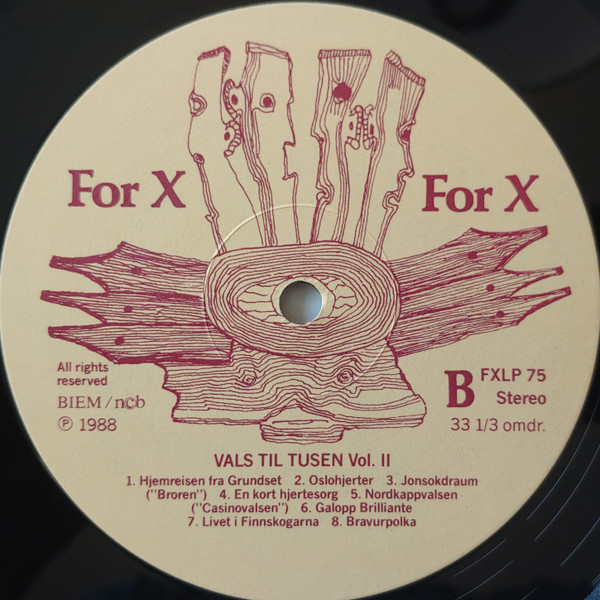 For X For X
All rights
reserved
BIEM/ncb
℗ 1988
B FXLP 75
Stereo
33 1/3 omdr.
VALS TIL TUSEN Vol. II
1. Hjemreisen fra Grundset 2. Oslohjerter 3. Jonsokdraum
("Broren") 4. En kort hjertesorg 5. Nordkappvalsen
("Casinovalsen") 6. Galopp Brilliante
7. Livet i Finnskogarna 8. Bravurpolka